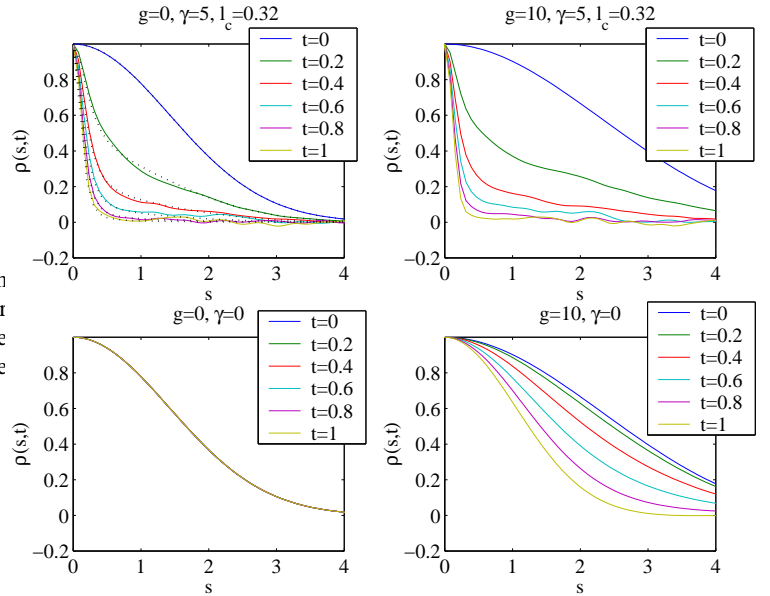 g=0, γ=5, l_c=0.32
t=0
t=0.2
t=0.4
t=0.6
t=0.8
t=1
0.8
0.6
0.4
0.2
0
−0.2
ρ(s,t)
0 1 2 3 4
s
g=10, γ=5, l_c=0.32
t=0
t=0.2
t=0.4
t=0.6
t=0.8
t=1
0.8
0.6
0.4
0.2
0
−0.2
ρ(s,t)
0 1 2 3 4
s
g=0, γ=0
t=0
t=0.2
t=0.4
t=0.6
t=0.8
t=1
0.8
0.6
0.4
0.2
0
−0.2
ρ(s,t)
0 1 2 3 4
s
g=10, γ=0
t=0
t=0.2
t=0.4
t=0.6
t=0.8
t=1
0.8
0.6
0.4
0.2
0
−0.2
ρ(s,t)
0 1 2 3 4
s